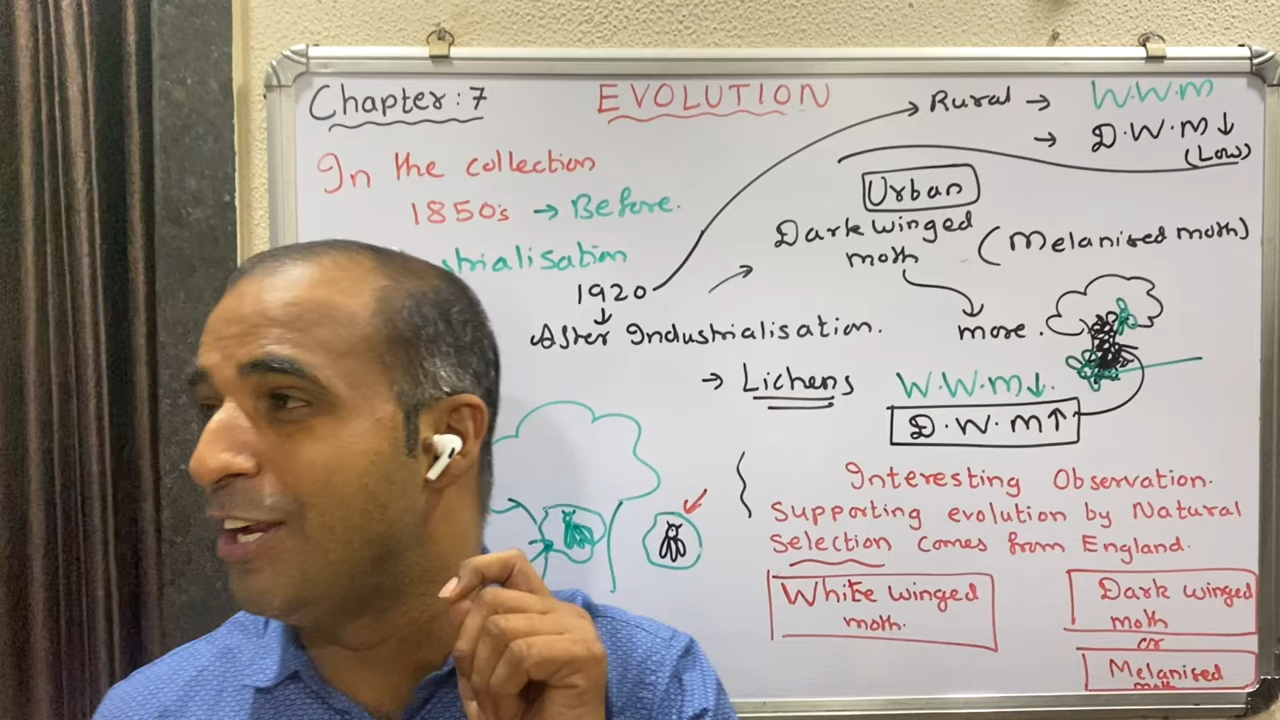 Chapter: 7
EVOLUTION
In the collection
1850's → Before.
strialisation
1920
↓
After Industrialisation.
→ Rural → W.W.M
→ D.W.M↓
(Low)
Urban
Dark winged
moth
(Melanised moth)
more.
→ Lichens
W W.M↓.
D.W.M↑
Interesting Observation.
Supporting evolution by Natural
Selection comes from England.
White winged
moth.
Dark winged
moth
or
Melanised
moth